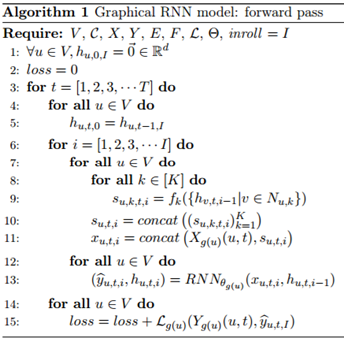 Algorithm 1 Graphical RNN model: forward pass
Require: V, 𝒞, X, Y, E, F, ℒ, Θ, inroll = I
1: ∀u ∈ V, h_{u,0,I} = \vec{0} ∈ ℝ^d
2: loss = 0
3: for t = [1, 2, 3, ⋯ T] do
4: for all u ∈ V do
5: h_{u,t,0} = h_{u,t−1,I}
6: for i = [1, 2, 3, ⋯ I] do
7: for all u ∈ V do
8: for all k ∈ [K] do
9: s_{u,k,t,i} = f_k({h_{v,t,i−1}|v ∈ N_{u,k}})
10: s_{u,t,i} = concat ((s_{u,k,t,i})_{k=1}^{K})
11: x_{u,t,i} = concat (X_{g(u)}(u, t), s_{u,t,i})
12: for all u ∈ V do
13: (\widehat{y}_{u,t,i}, h_{u,t,i}) = RNN_{θ_{g(u)}}(x_{u,t,i}, h_{u,t,i−1})
14: for all u ∈ V do
15: loss = loss + ℒ_{g(u)}(Y_{g(u)}(u, t), \widehat{y}_{u,t,I})